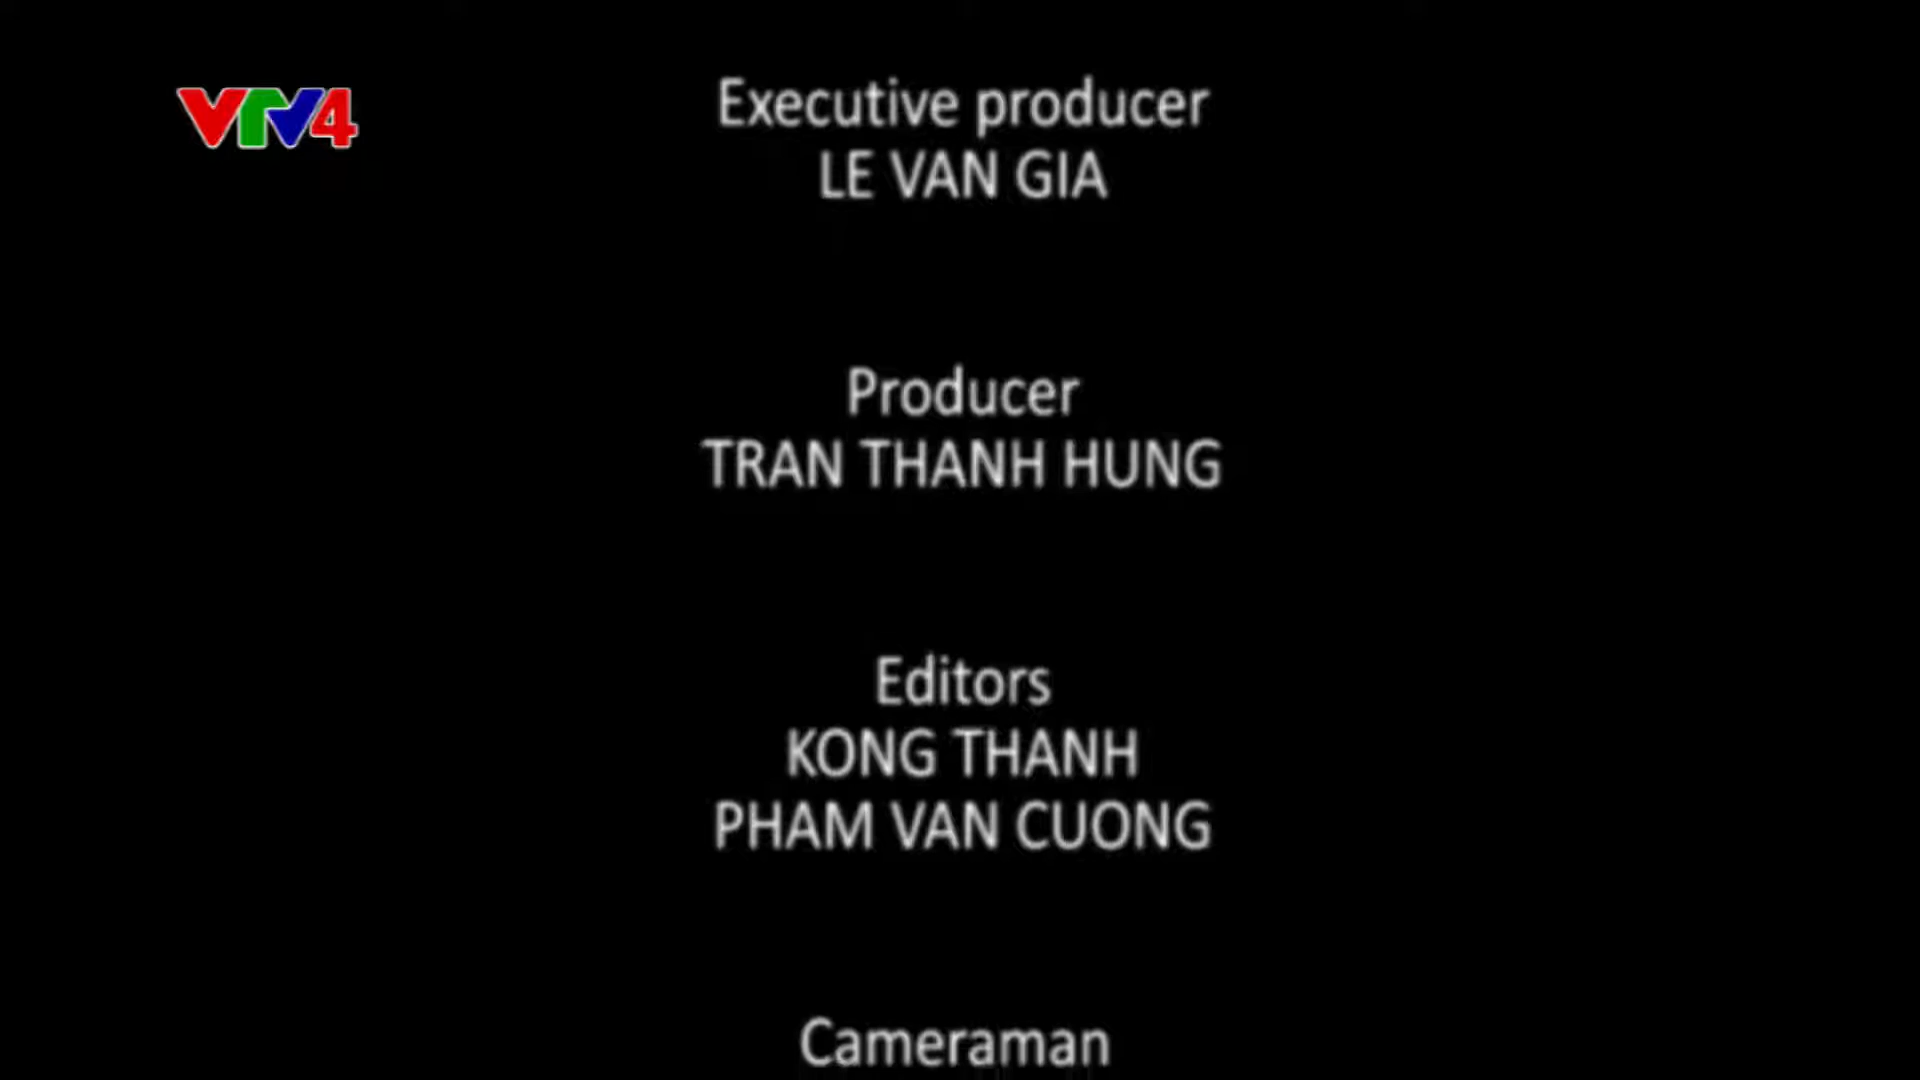 VTV4
Executive producer
LE VAN GIA
Producer
TRAN THANH HUNG
Editors
KONG THANH
PHAM VAN CUONG
Cameraman